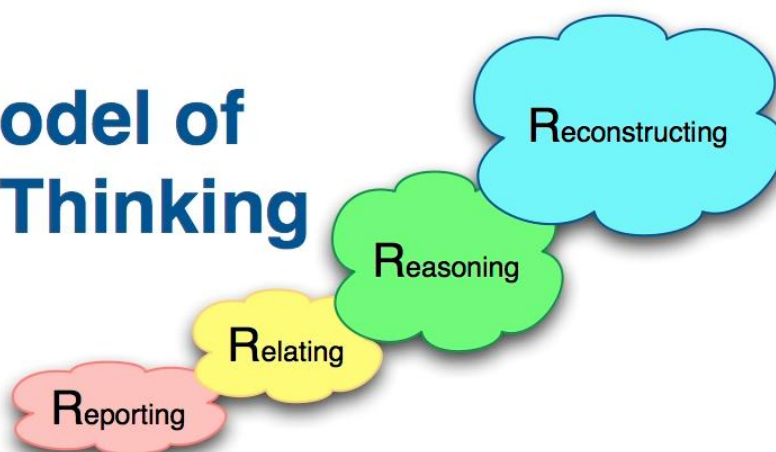 odel of
Thinking
Reconstructing
Reasoning
Relating
Reporting